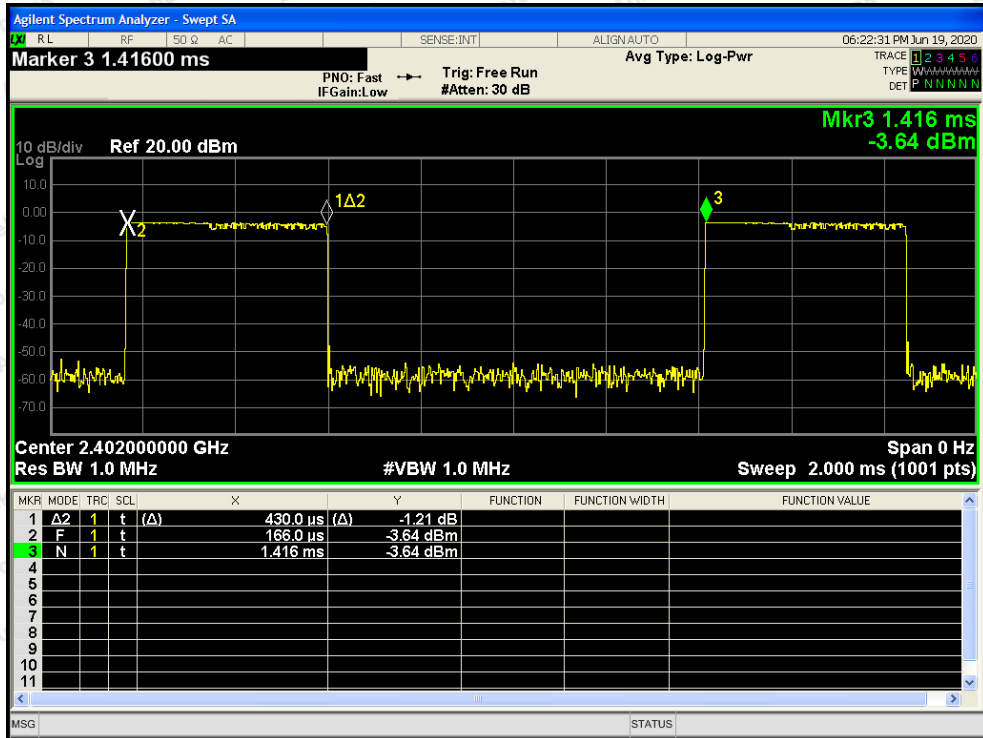 Agilent Spectrum Analyzer - Swept SA
LXI RL RF 50 Ω AC SENSE:INT ALIGN AUTO 06:22:31 PM Jun 19, 2020
Marker 3 1.41600 ms
PNO: Fast
IFGain:Low
Trig: Free Run
#Atten: 30 dB
Avg Type: Log-Pwr
TRACE 1 2 3 4 5 6
TYPE W
DET P N N N N N
Mkr3 1.416 ms
-3.64 dBm
10 dB/div Ref 20.00 dBm
Log
10.0
0.00
-10.0
-20.0
-30.0
-40.0
-50.0
-60.0
-70.0
2
1Δ2
3
Center 2.402000000 GHz Span 0 Hz
Res BW 1.0 MHz #VBW 1.0 MHz Sweep 2.000 ms (1001 pts)
MKR MODE TRC SCL X Y FUNCTION FUNCTION WIDTH FUNCTION VALUE
1 Δ2 1 t (Δ) 430.0 µs (Δ) -1.21 dB
2 F 1 t 166.0 µs -3.64 dBm
3 N 1 t 1.416 ms -3.64 dBm
4
5
6
7
8
9
10
11
MSG STATUS